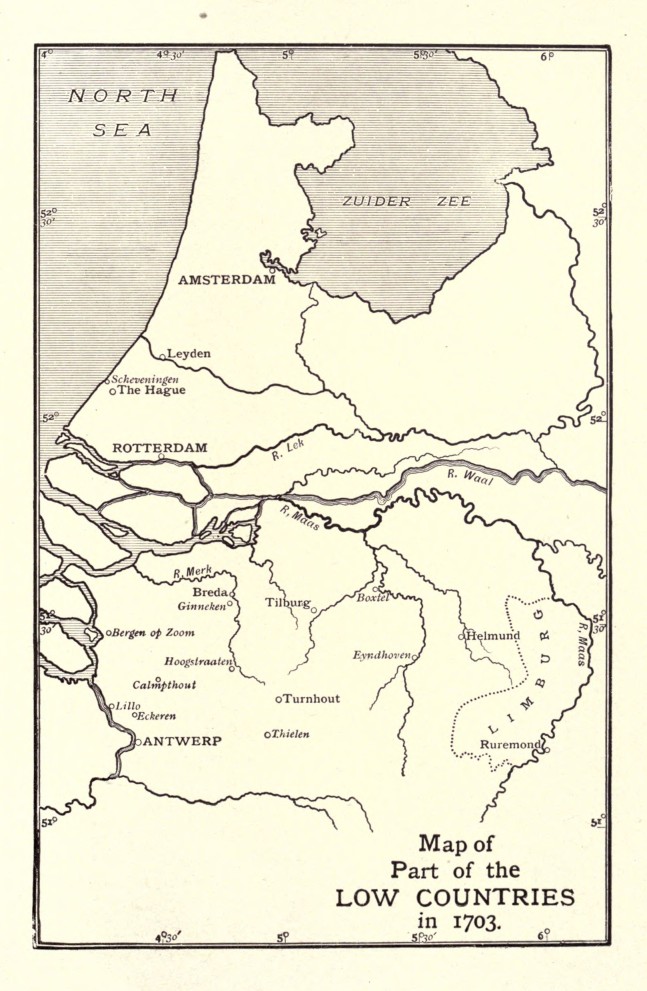 4° 4°30′ 5° 5°30′ 6°
NORTH
SEA
ZUIDER ZEE
52°
30′
52°
30′
AMSTERDAM
Leyden
Scheveningen
The Hague
52°
52°
ROTTERDAM
R. Lek
R. Waal
R. Maas
R. Merk
Breda
Ginneken
Tilburg
Boxtel
51°
30′
51°
30′
Bergen op Zoom
Helmund
R. Maas
Hoogstraaten
Eyndhoven
LIMBURG
Calmpthout
Lillo
Eckeren
Turnhout
ANTWERP
Thielen
Ruremond
51°
51°
Map of
Part of the
LOW COUNTRIES
in 1703.
4°30′ 5° 5°30′ 6°